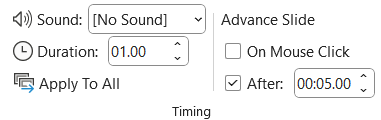 Sound: [No Sound]
Duration: 01.00
Apply To All
Advance Slide
On Mouse Click
After: 00:05.00
Timing